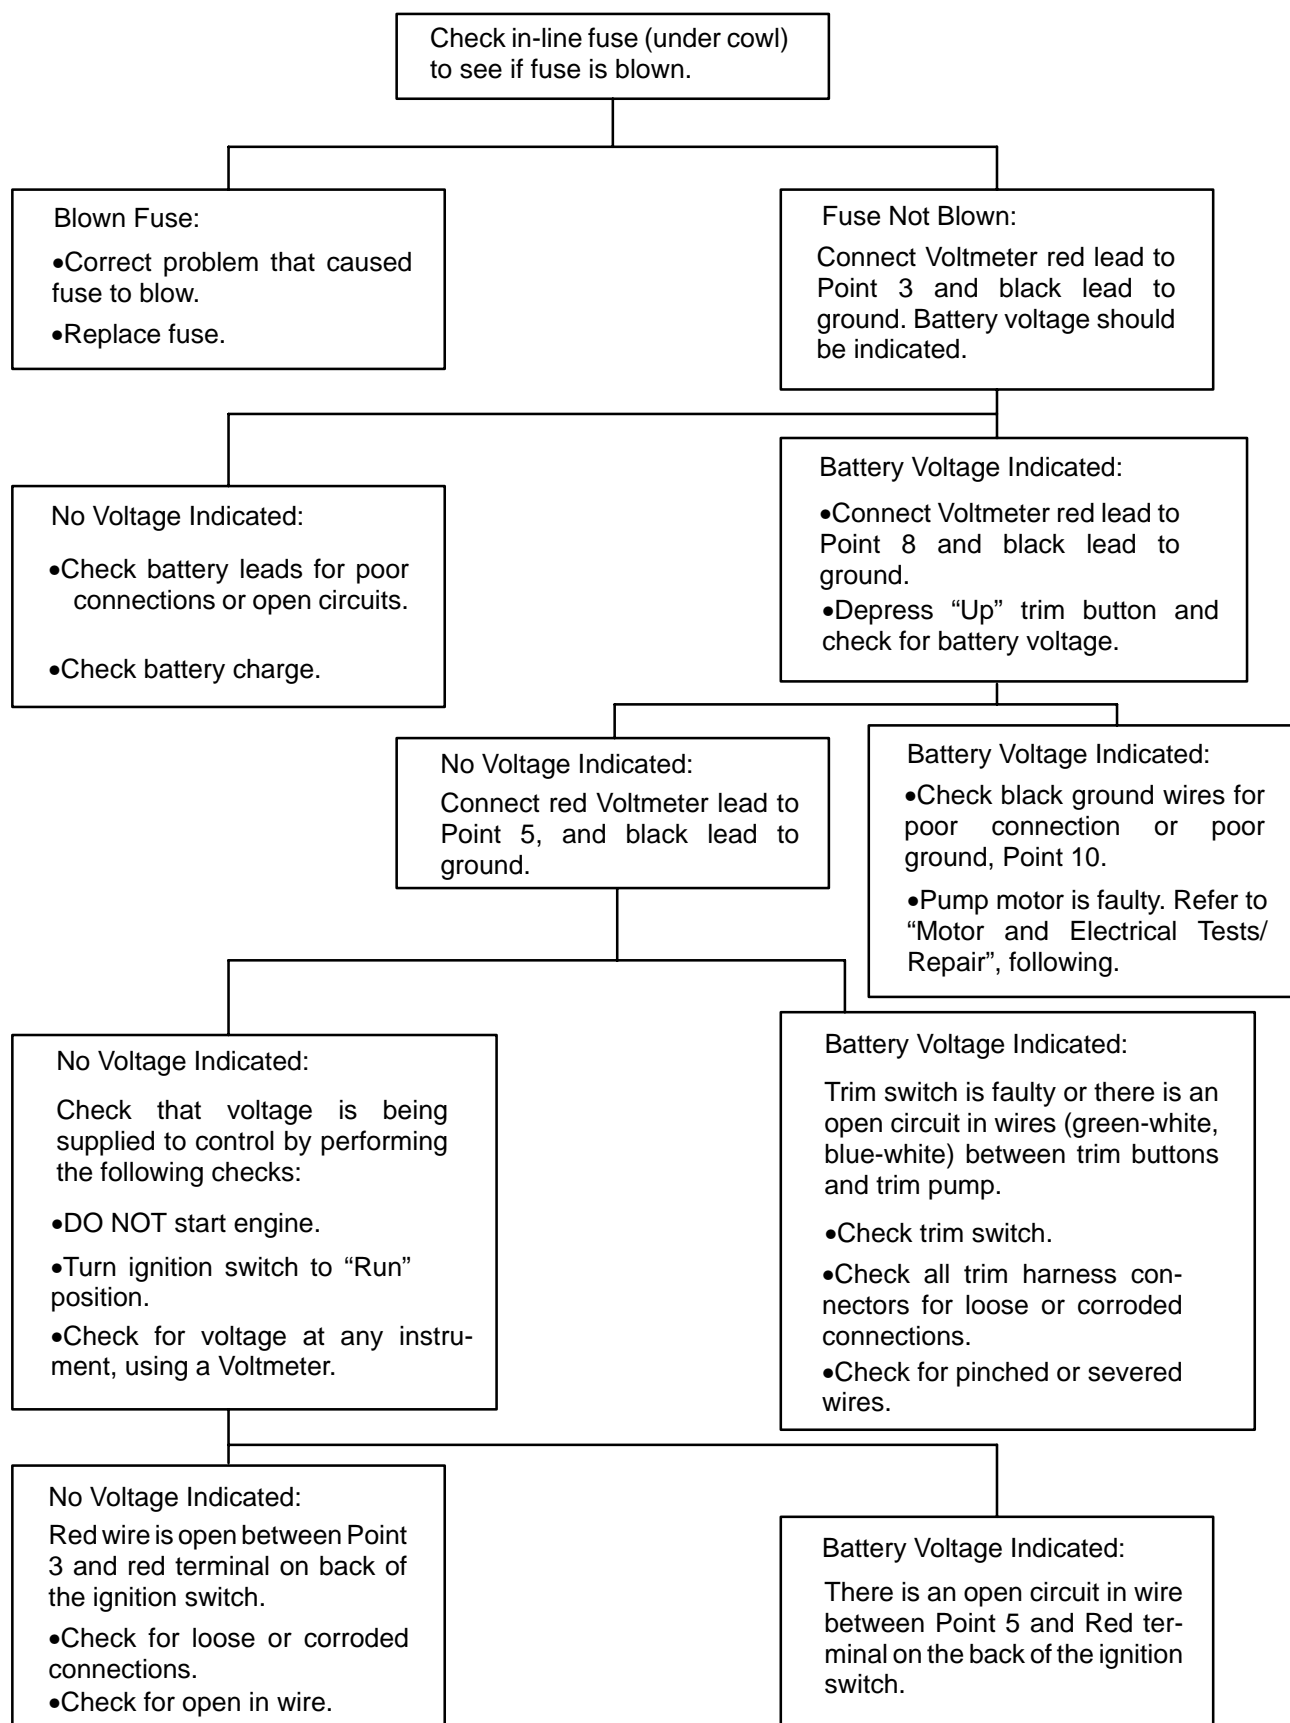 Check in-line fuse (under cowl)
to see if fuse is blown.
Blown Fuse:
•Correct problem that caused
fuse to blow.
•Replace fuse.
Fuse Not Blown:
Connect Voltmeter red lead to
Point 3 and black lead to
ground. Battery voltage should
be indicated.
No Voltage Indicated:
•Check battery leads for poor
connections or open circuits.
•Check battery charge.
Battery Voltage Indicated:
•Connect Voltmeter red lead to
Point 8 and black lead to
ground.
•Depress “Up” trim button and
check for battery voltage.
No Voltage Indicated:
Connect red Voltmeter lead to
Point 5, and black lead to
ground.
Battery Voltage Indicated:
•Check black ground wires for
poor connection or poor
ground, Point 10.
•Pump motor is faulty. Refer to
“Motor and Electrical Tests/
Repair”, following.
No Voltage Indicated:
Check that voltage is being
supplied to control by performing
the following checks:
•DO NOT start engine.
•Turn ignition switch to “Run”
position.
•Check for voltage at any instru-
ment, using a Voltmeter.
Battery Voltage Indicated:
Trim switch is faulty or there is an
open circuit in wires (green-white,
blue-white) between trim buttons
and trim pump.
•Check trim switch.
•Check all trim harness con-
nectors for loose or corroded
connections.
•Check for pinched or severed
wires.
No Voltage Indicated:
Red wire is open between Point
3 and red terminal on back of
the ignition switch.
•Check for loose or corroded
connections.
•Check for open in wire.
Battery Voltage Indicated:
There is an open circuit in wire
between Point 5 and Red ter-
minal on the back of the ignition
switch.